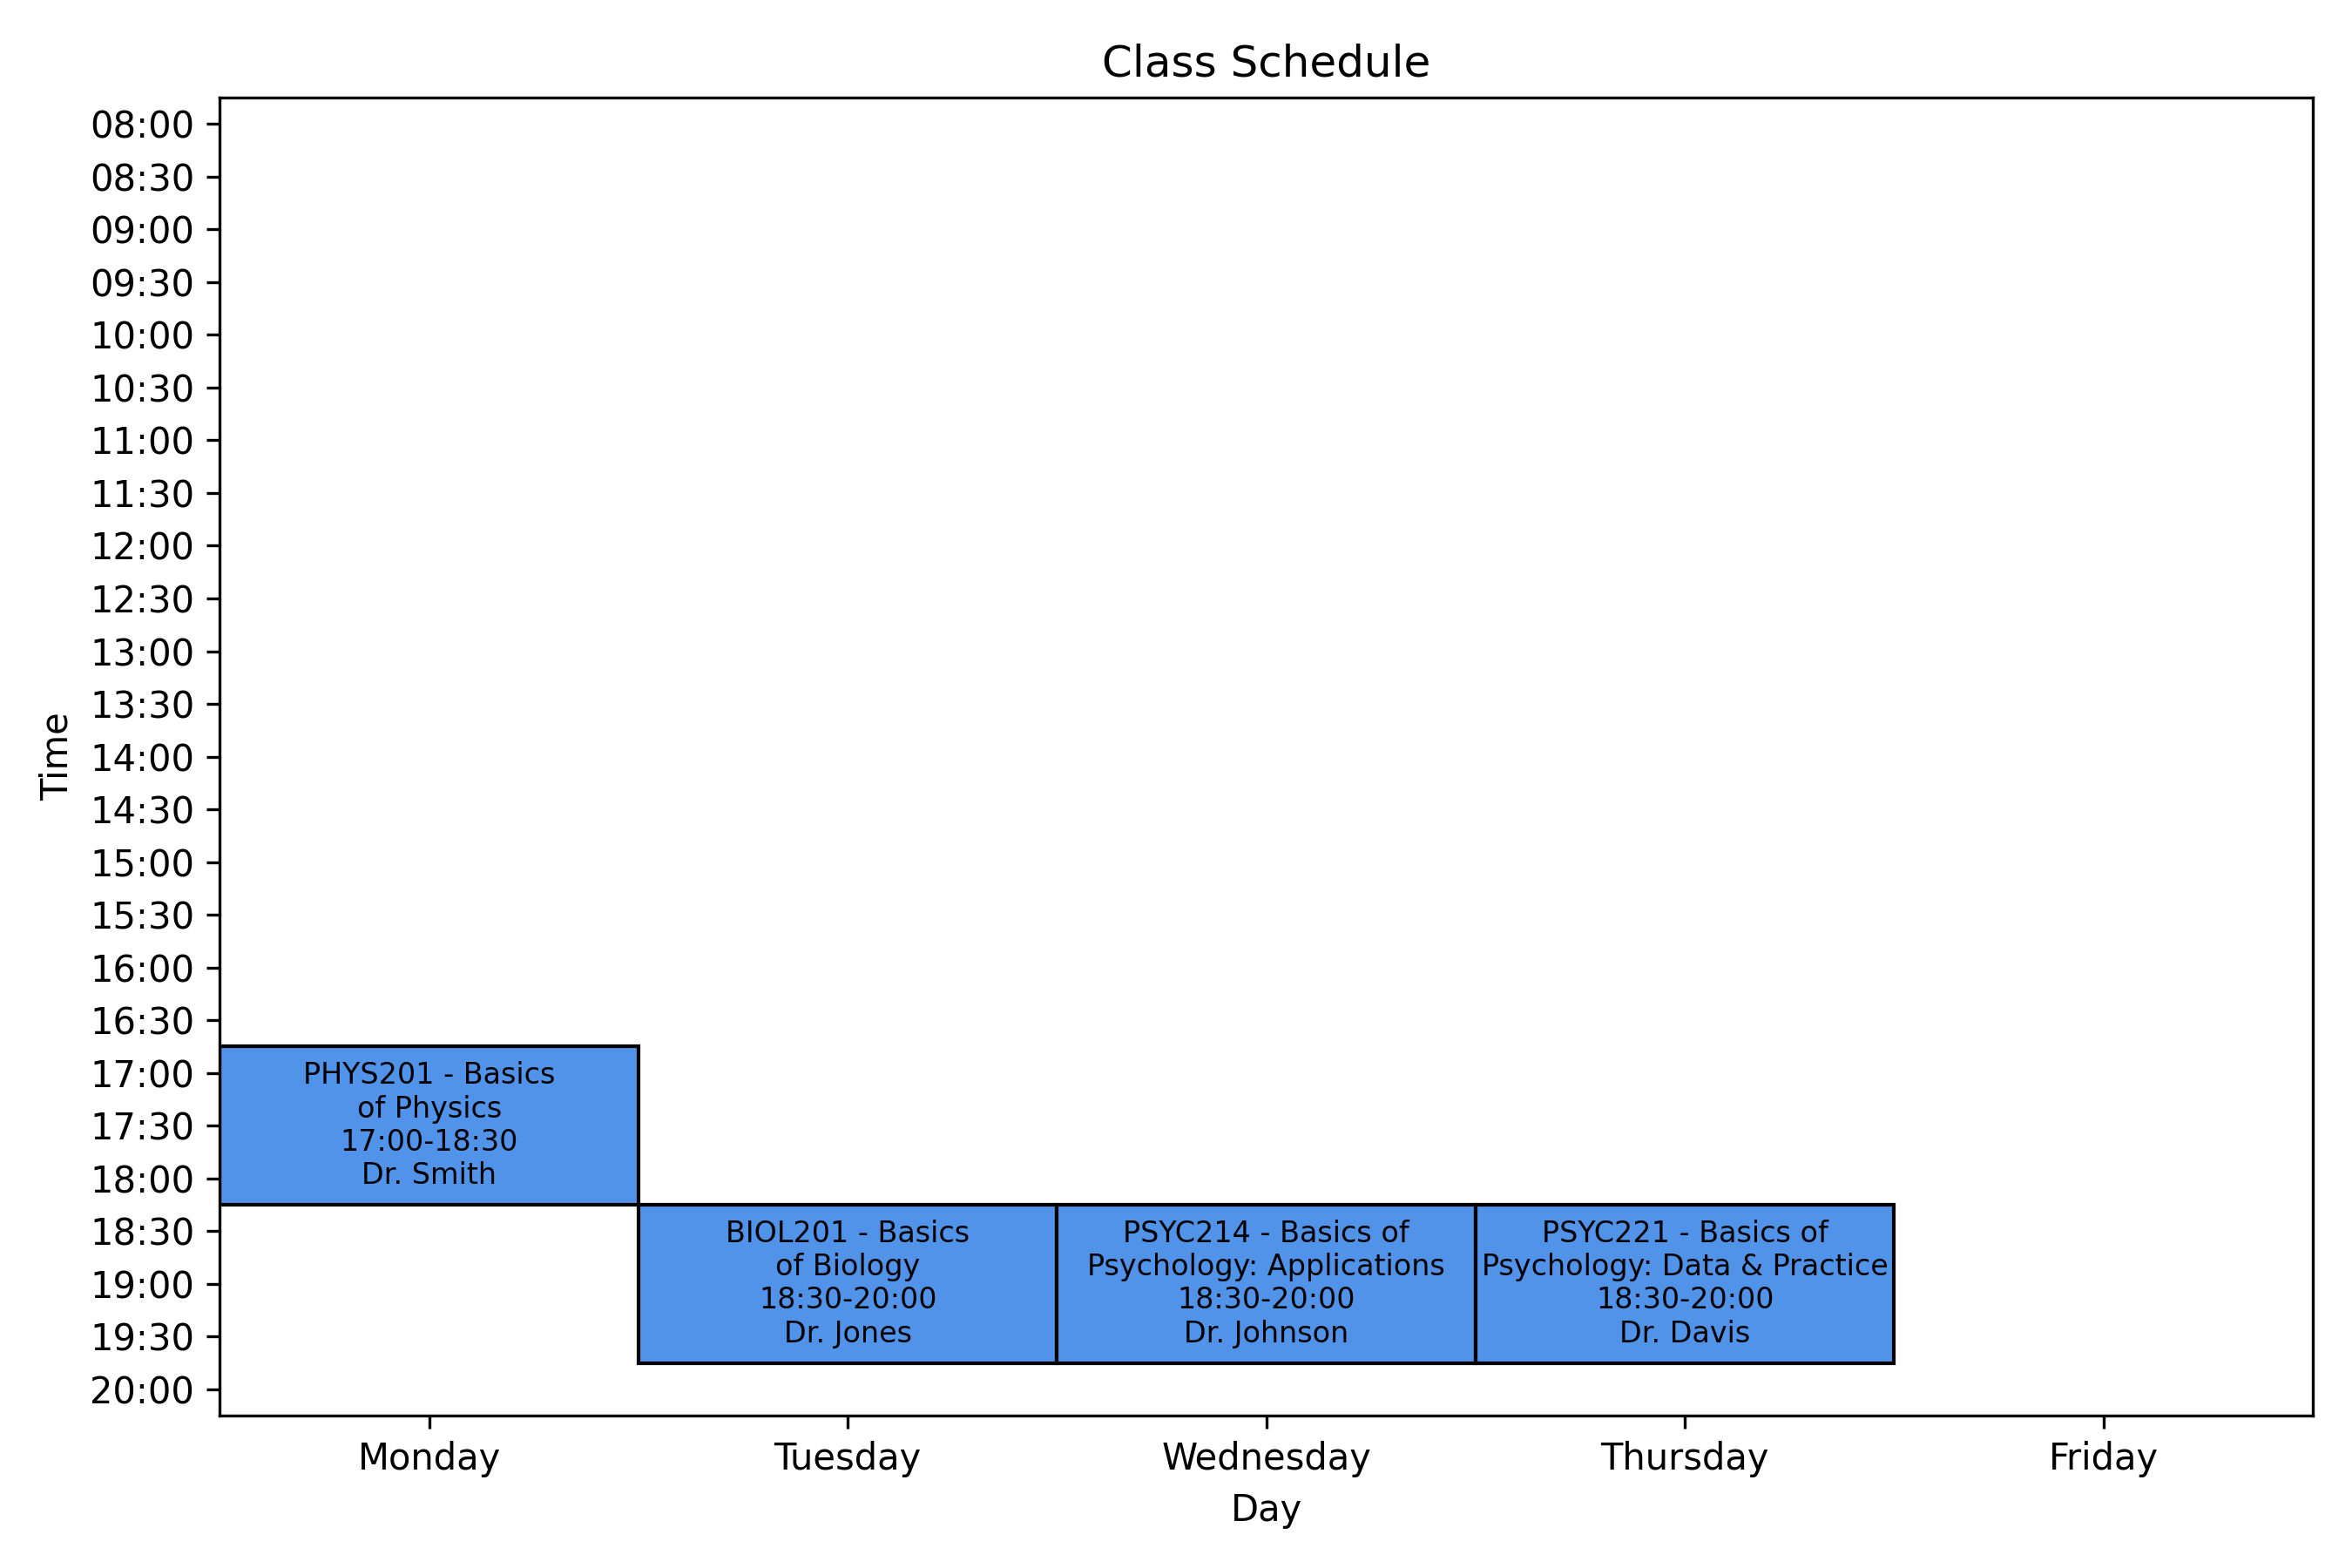 Class Schedule
Time
08:00
08:30
09:00
09:30
10:00
10:30
11:00
11:30
12:00
12:30
13:00
13:30
14:00
14:30
15:00
15:30
16:00
16:30
17:00
17:30
18:00
18:30
19:00
19:30
20:00
PHYS201 - Basics
of Physics
17:00-18:30
Dr. Smith
BIOL201 - Basics
of Biology
18:30-20:00
Dr. Jones
PSYC214 - Basics of
Psychology: Applications
18:30-20:00
Dr. Johnson
PSYC221 - Basics of
Psychology: Data & Practice
18:30-20:00
Dr. Davis
Monday
Tuesday
Wednesday
Thursday
Friday
Day